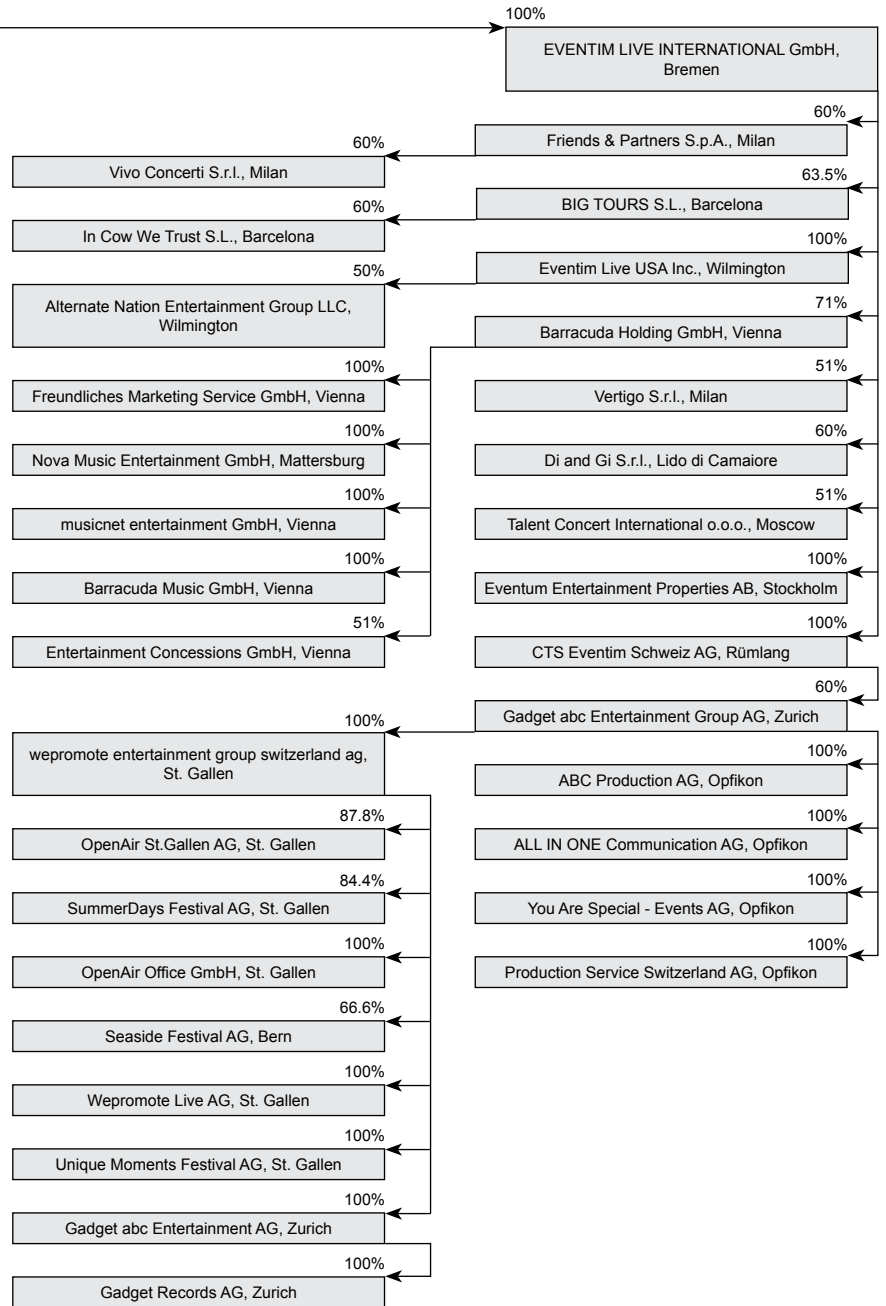 100%
EVENTIM LIVE INTERNATIONAL GmbH,
Bremen
60%
Friends & Partners S.p.A., Milan
60%
Vivo Concerti S.r.l., Milan
63.5%
BIG TOURS S.L., Barcelona
60%
In Cow We Trust S.L., Barcelona
100%
Eventim Live USA Inc., Wilmington
50%
Alternate Nation Entertainment Group LLC,
Wilmington
71%
Barracuda Holding GmbH, Vienna
100%
Freundliches Marketing Service GmbH, Vienna
100%
Nova Music Entertainment GmbH, Mattersburg
100%
musicnet entertainment GmbH, Vienna
100%
Barracuda Music GmbH, Vienna
51%
Entertainment Concessions GmbH, Vienna
51%
Vertigo S.r.l., Milan
60%
Di and Gi S.r.l., Lido di Camaiore
51%
Talent Concert International o.o.o., Moscow
100%
Eventum Entertainment Properties AB, Stockholm
100%
CTS Eventim Schweiz AG, Rümlang
60%
Gadget abc Entertainment Group AG, Zurich
100%
wepromote entertainment group switzerland ag,
St. Gallen
87.8%
OpenAir St.Gallen AG, St. Gallen
84.4%
SummerDays Festival AG, St. Gallen
100%
OpenAir Office GmbH, St. Gallen
66.6%
Seaside Festival AG, Bern
100%
Wepromote Live AG, St. Gallen
100%
Unique Moments Festival AG, St. Gallen
100%
Gadget abc Entertainment AG, Zurich
100%
Gadget Records AG, Zurich
100%
ABC Production AG, Opfikon
100%
ALL IN ONE Communication AG, Opfikon
100%
You Are Special - Events AG, Opfikon
100%
Production Service Switzerland AG, Opfikon